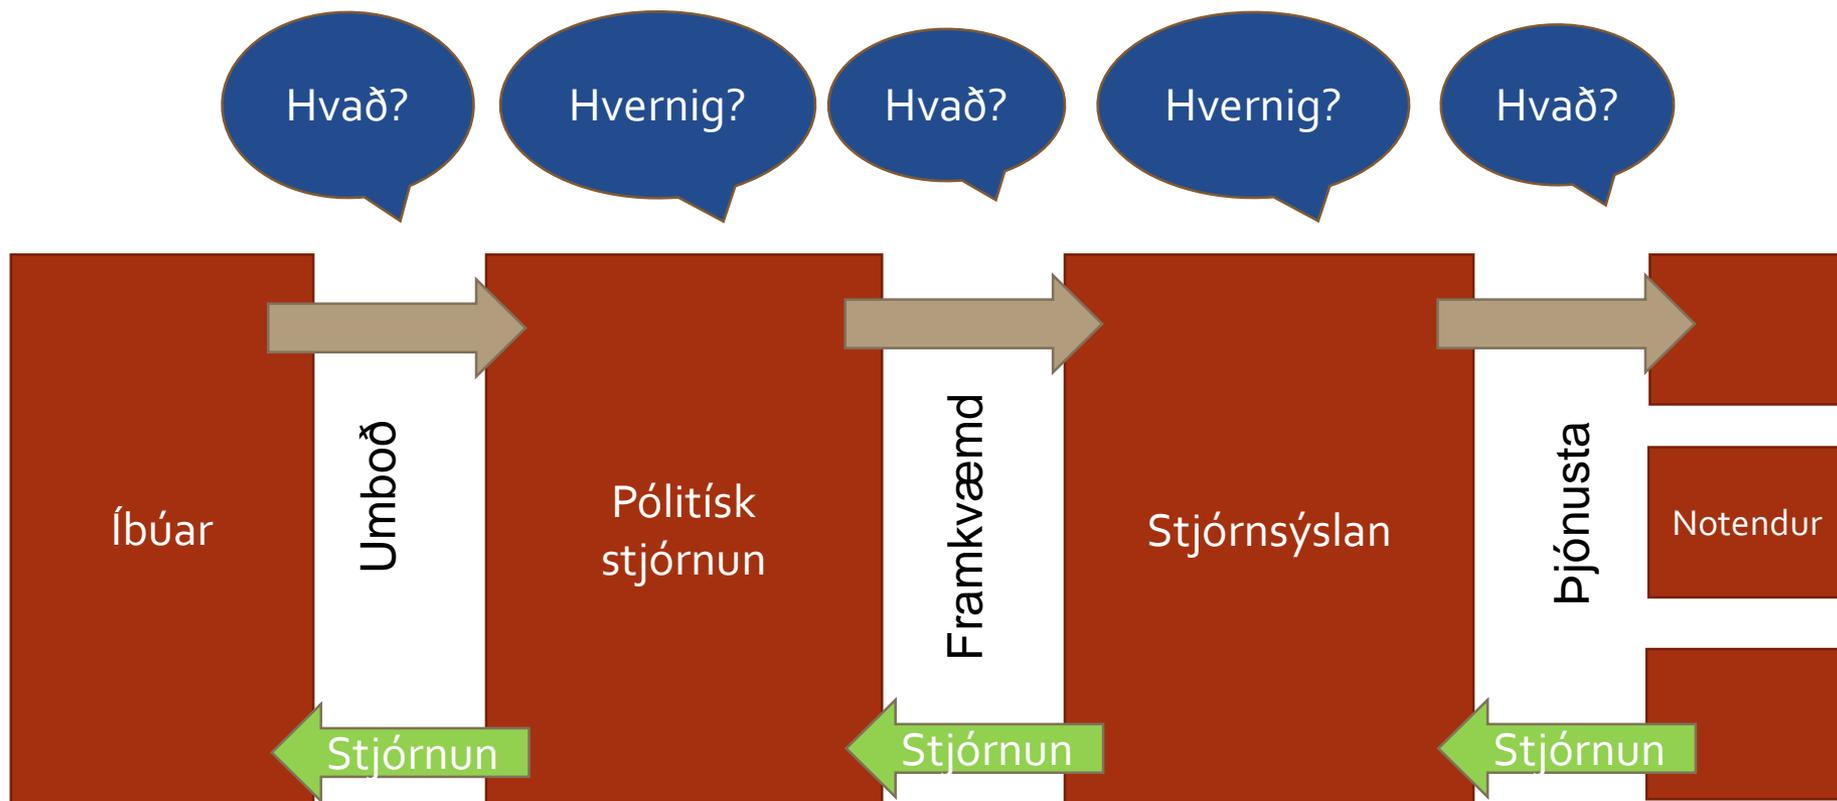 Hvað?
Hvernig?
Hvað?
Hvernig?
Hvað?
Íbúar
Umboð
Pólitísk
stjórnun
Framkvæmd
Stjórnsýslan
Þjónusta
Notendur
Stjórnun
Stjórnun
Stjórnun